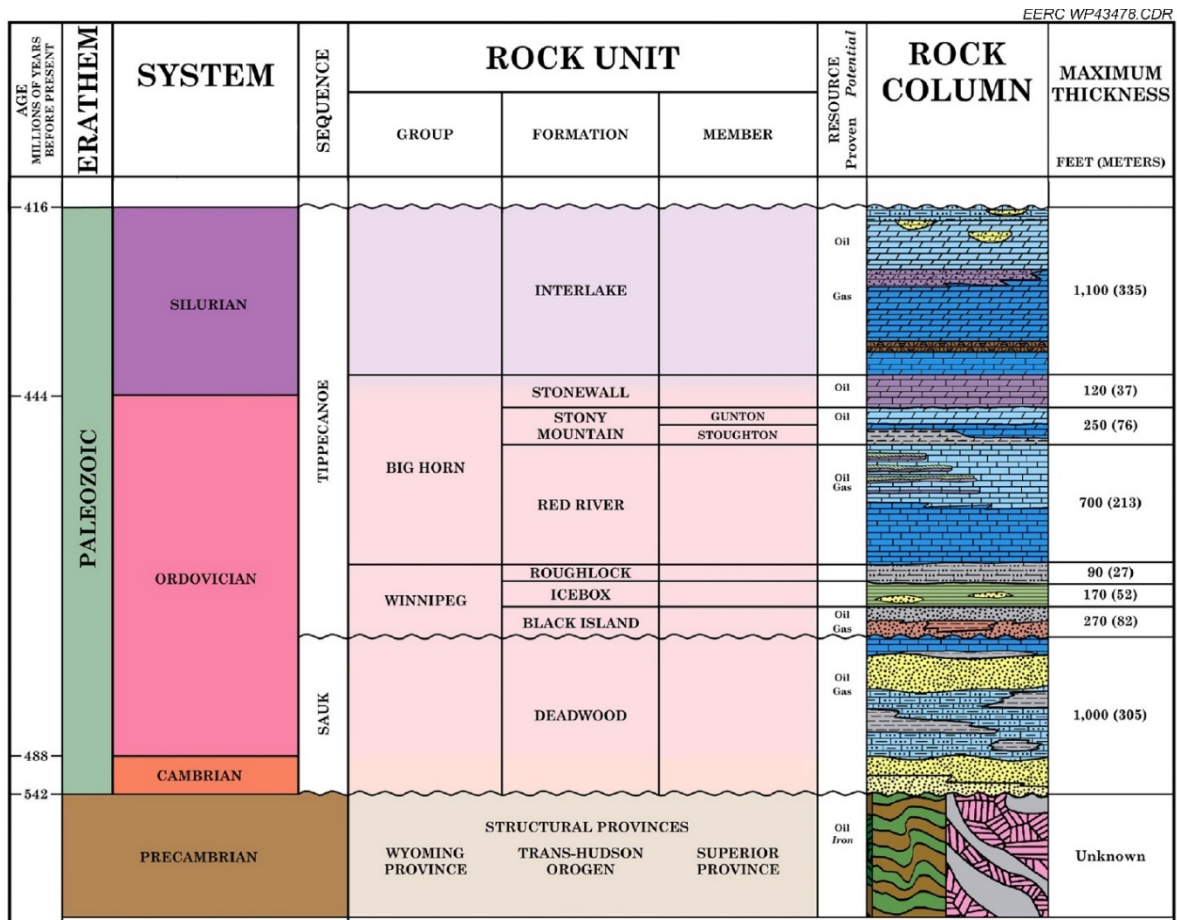 EERC WP43478.CDR
AGE
MILLIONS OF YEARS
BEFORE PRESENT
ERATHEM
SYSTEM
SEQUENCE
ROCK UNIT
GROUP
FORMATION
MEMBER
RESOURCE
Proven Potential
ROCK
COLUMN
MAXIMUM
THICKNESS
FEET (METERS)
416
444
488
542
PALEOZOIC
SILURIAN
ORDOVICIAN
CAMBRIAN
PRECAMBRIAN
TIPPECANOE
SAUK
INTERLAKE
Oil
Gas
1,100 (335)
BIG HORN
STONEWALL
Oil
120 (37)
STONY
MOUNTAIN
GUNTON
STOUGHTON
Oil
250 (76)
RED RIVER
Oil
Gas
700 (213)
WINNIPEG
ROUGHLOCK
90 (27)
ICEBOX
170 (52)
BLACK ISLAND
Oil
Gas
270 (82)
DEADWOOD
Oil
Gas
1,000 (305)
STRUCTURAL PROVINCES
WYOMING
PROVINCE
TRANS-HUDSON
OROGEN
SUPERIOR
PROVINCE
Oil
Iron
Unknown